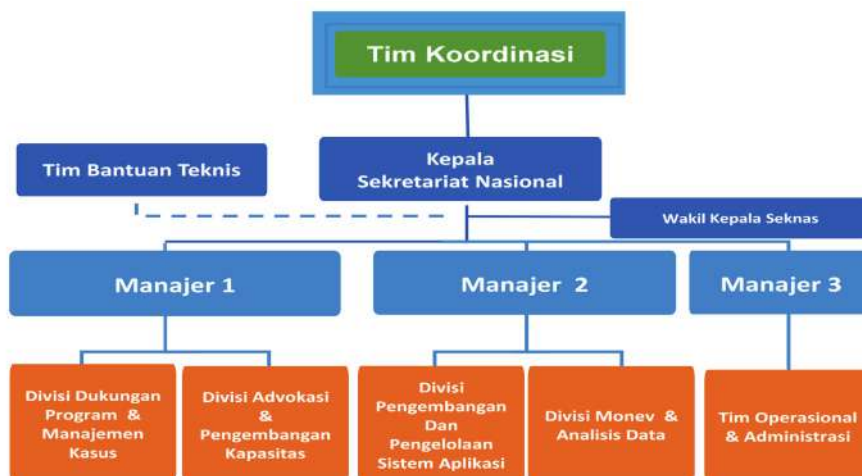 Tim Koordinasi
Tim Bantuan Teknis
Kepala
Sekretariat Nasional
Wakil Kepala Seknas
Manajer 1
Manajer 2
Manajer 3
Divisi Dukungan
Program &
Manajemen
Kasus
Divisi Advokasi
&
Pengembangan
Kapasitas
Divisi
Pengembangan
Dan
Pengelolaan
Sistem Aplikasi
Divisi Monev &
Analisis Data
Tim Operasional
& Administrasi